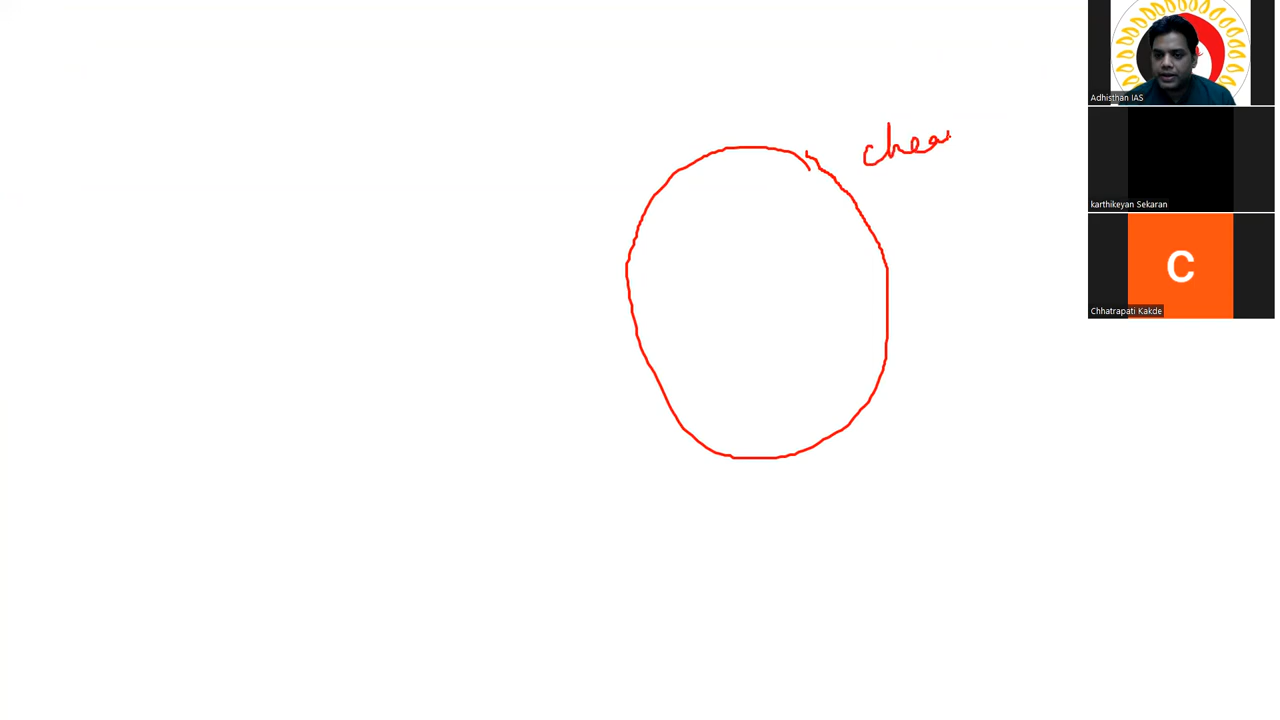 Adhisthan IAS
chea
karthikeyan Sekaran
C
Chhatrapati Kakde